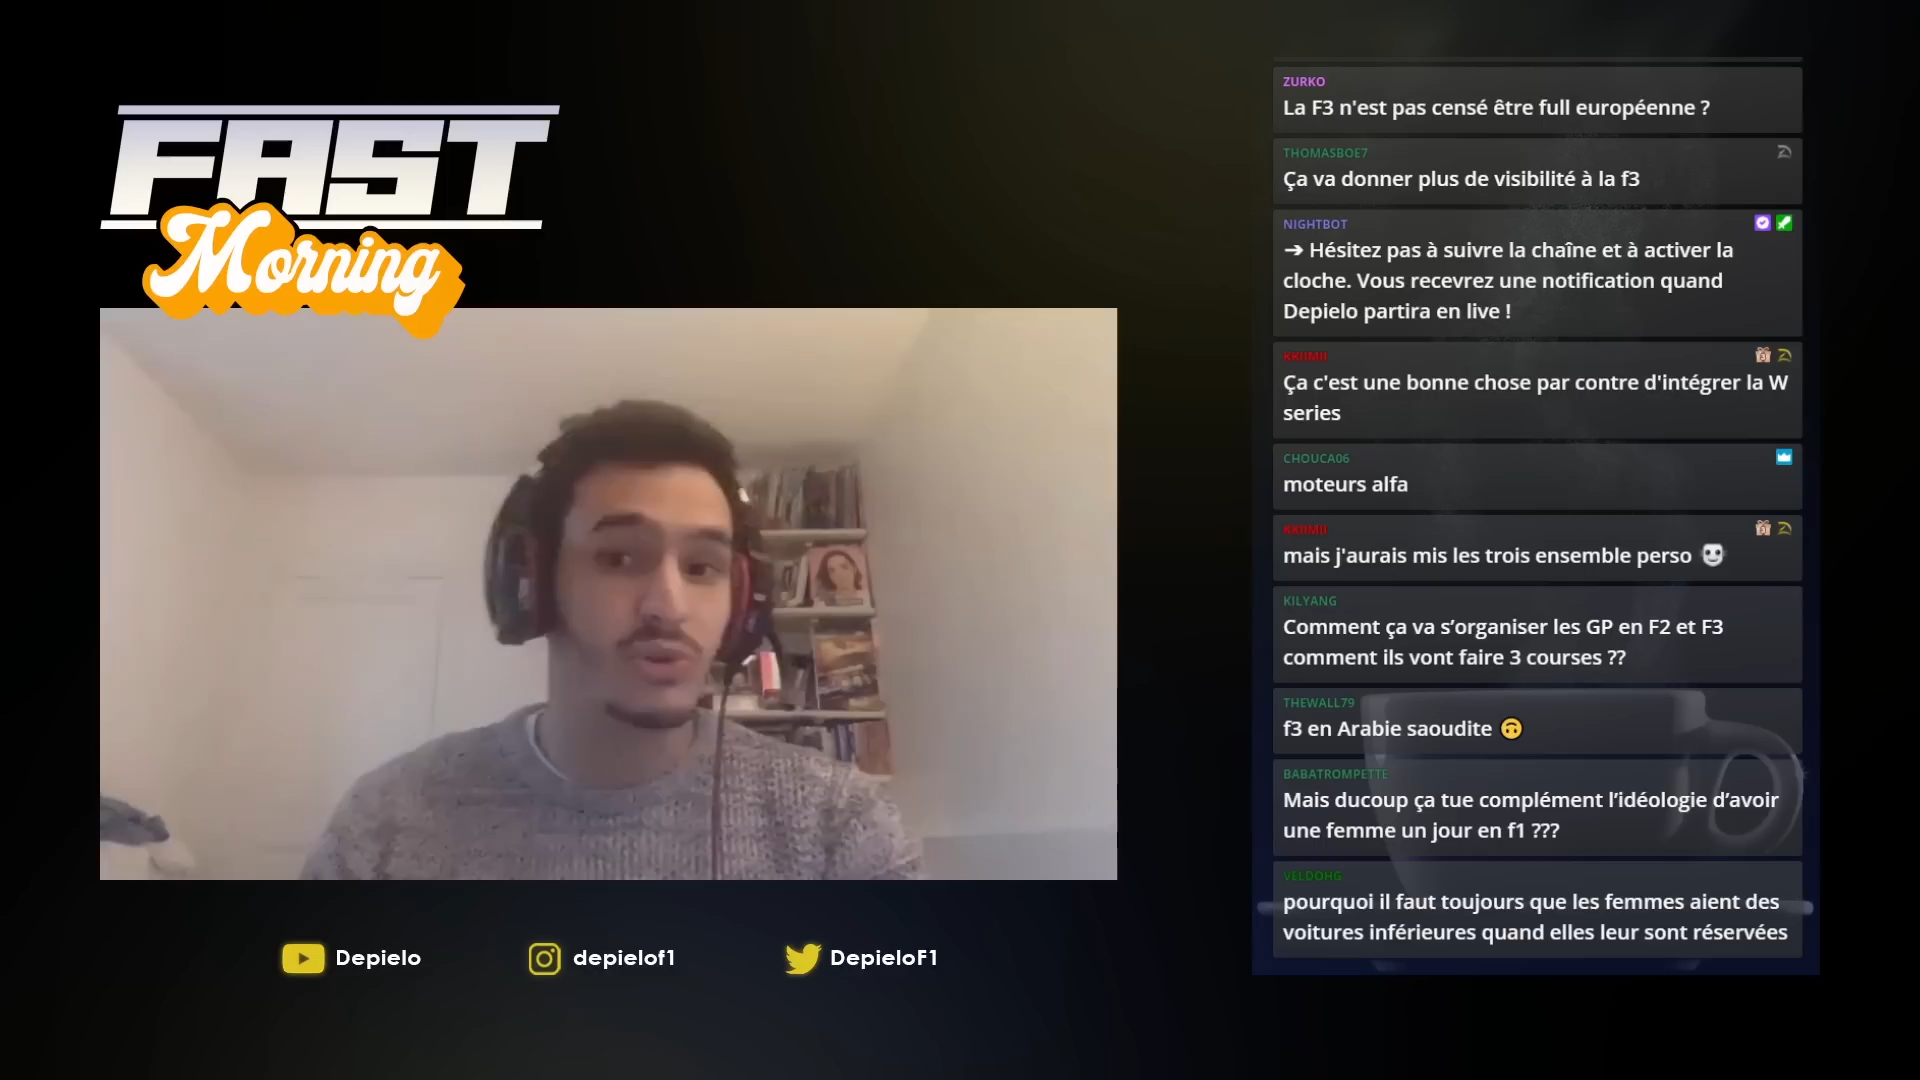 FAST
Morning
Depielo
depielof1
DepieloF1
ZURKO
La F3 n'est pas censé être full européenne ?
THOMASBOE7
Ça va donner plus de visibilité à la f3
NIGHTBOT
➔ Hésitez pas à suivre la chaîne et à activer la
cloche. Vous recevrez une notification quand
Depielo partira en live !
KKIIMII
Ça c'est une bonne chose par contre d'intégrer la W
series
CHOUCA06
moteurs alfa
KKIIMII
mais j'aurais mis les trois ensemble perso
KILYANG
Comment ça va s’organiser les GP en F2 et F3
comment ils vont faire 3 courses ??
THEWALL79
f3 en Arabie saoudite 🙃
BABATROMPETTE
Mais ducoup ça tue complément l’idéologie d’avoir
une femme un jour en f1 ???
VELDOHG
pourquoi il faut toujours que les femmes aient des
voitures inférieures quand elles leur sont réservées